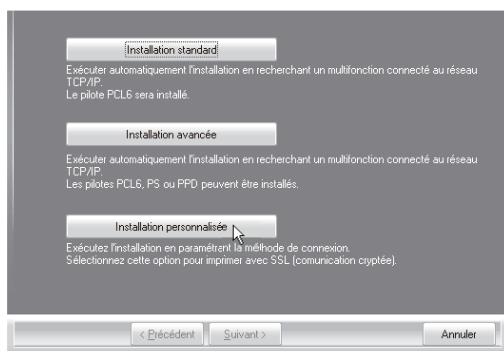 Installation standard
Exécuter automatiquement l'installation en recherchant un multifonction connecté au réseau
TCP/IP.
Le pilote PCL6 sera installé.
Installation avancée
Exécuter automatiquement l'installation en recherchant un multifonction connecté au réseau
TCP/IP.
Les pilotes PCL6, PS ou PPD peuvent être installés.
Installation personnalisée
Exécutez l'installation en paramétrant la méthode de connexion.
Sélectionnez cette option pour imprimer avec SSL (comunication cryptée).
< Précédent Suivant > Annuler